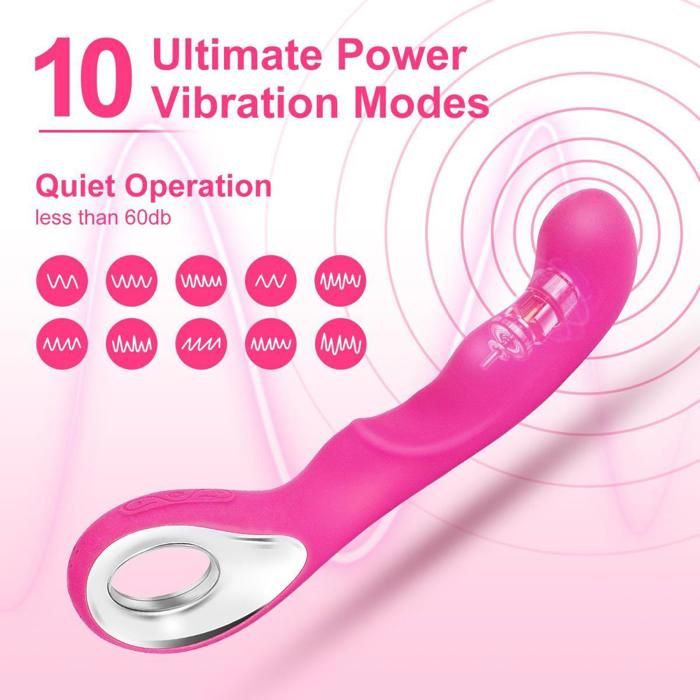 10 Ultimate Power
Vibration Modes
Quiet Operation
less than 60db